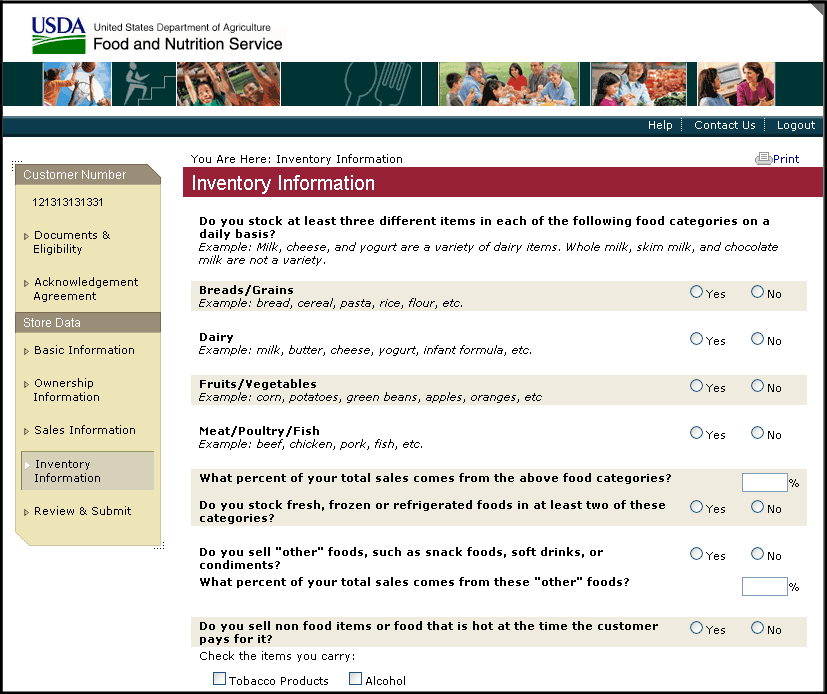 USDA United States Department of Agriculture
Food and Nutrition Service
Help Contact Us Logout
You Are Here: Inventory Information
Print
Customer Number
121313131331
Documents &
Eligibility
Acknowledgement
Agreement
Store Data
Basic Information
Ownership
Information
Sales Information
Inventory
Information
Review & Submit
Inventory Information
Do you stock at least three different items in each of the following food categories on a
daily basis?
Example: Milk, cheese, and yogurt are a variety of dairy items. Whole milk, skim milk, and chocolate
milk are not a variety.
Breads/Grains
Example: bread, cereal, pasta, rice, flour, etc.
Yes No
Dairy
Example: milk, butter, cheese, yogurt, infant formula, etc.
Yes No
Fruits/Vegetables
Example: corn, potatoes, green beans, apples, oranges, etc
Yes No
Meat/Poultry/Fish
Example: beef, chicken, pork, fish, etc.
Yes No
What percent of your total sales comes from the above food categories?
%
Do you stock fresh, frozen or refrigerated foods in at least two of these
categories?
Yes No
Do you sell "other" foods, such as snack foods, soft drinks, or
condiments?
Yes No
What percent of your total sales comes from these "other" foods?
%
Do you sell non food items or food that is hot at the time the customer
pays for it?
Yes No
Check the items you carry:
Tobacco Products Alcohol